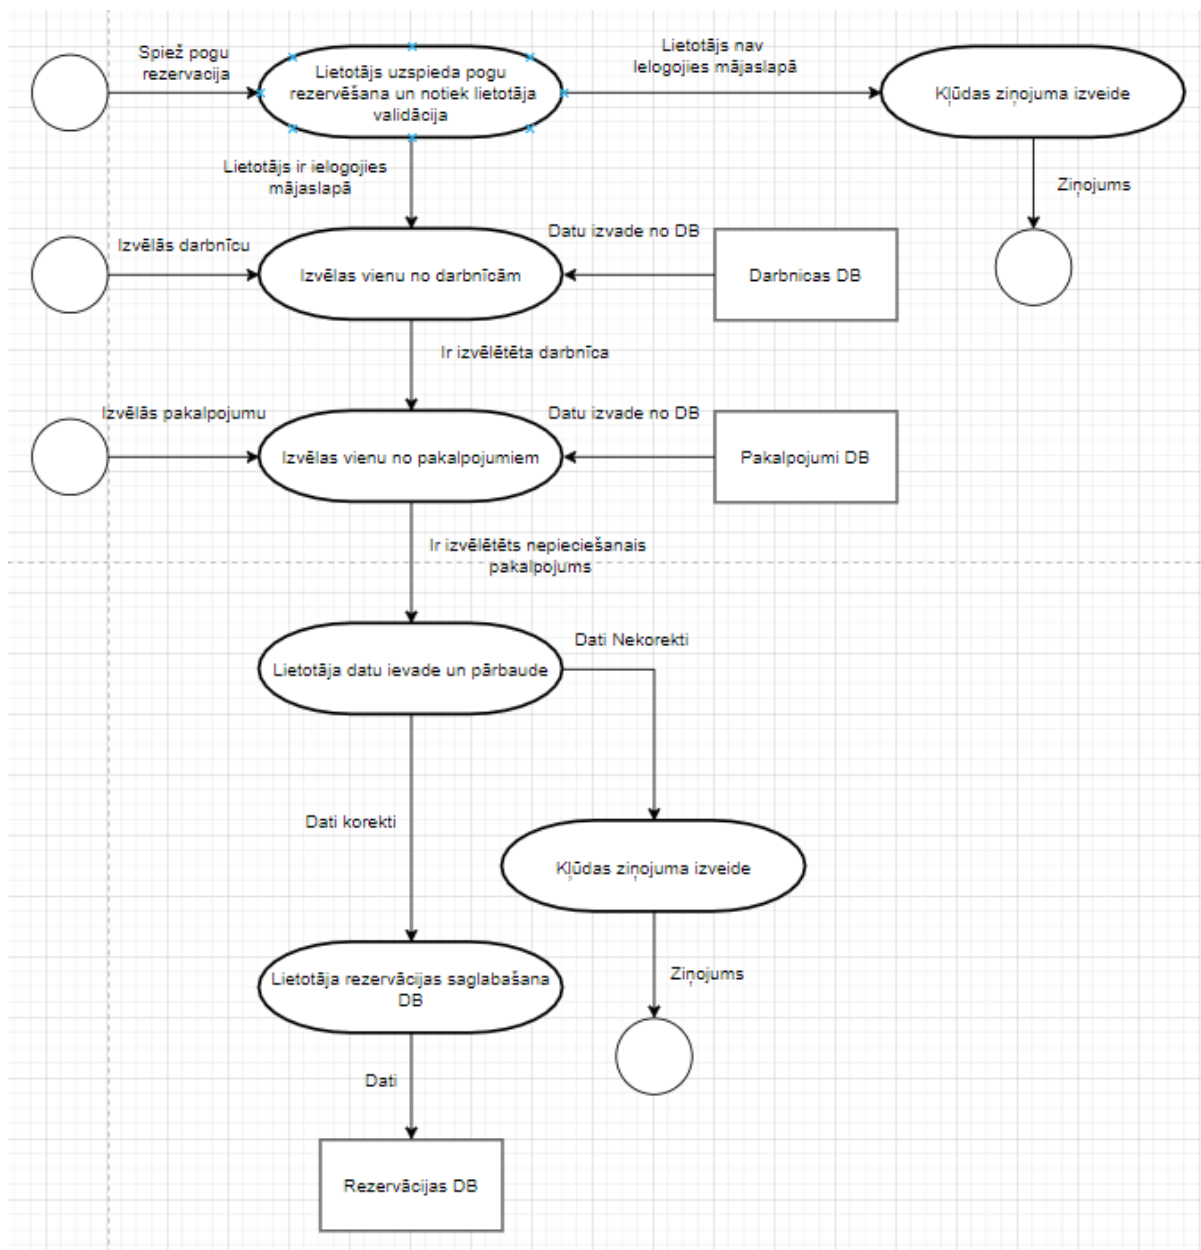 Spiež pogu
rezervacija
Lietotājs uzspieda pogu
rezervēšana un notiek lietotāja
validācija
Lietotājs nav
Ielogojies mājaslapā
Kļūdas ziņojuma izveide
Lietotājs ir ielogojies
mājaslapā
Ziņojums
Izvēlās darbnīcu
Izvēlas vienu no darbnīcām
Datu izvade no DB
Darbnicas DB
Ir izvēlētēta darbnīca
Izvēlās pakalpojumu
Izvēlas vienu no pakalpojumiem
Datu izvade no DB
Pakalpojumi DB
Ir izvēlētēts nepieciešanais
pakalpojums
Lietotāja datu ievade un pārbaude
Dati Nekorekti
Dati korekti
Kļūdas ziņojuma izveide
Lietotāja rezervācijas saglabašana
DB
Ziņojums
Dati
Rezervācijas DB